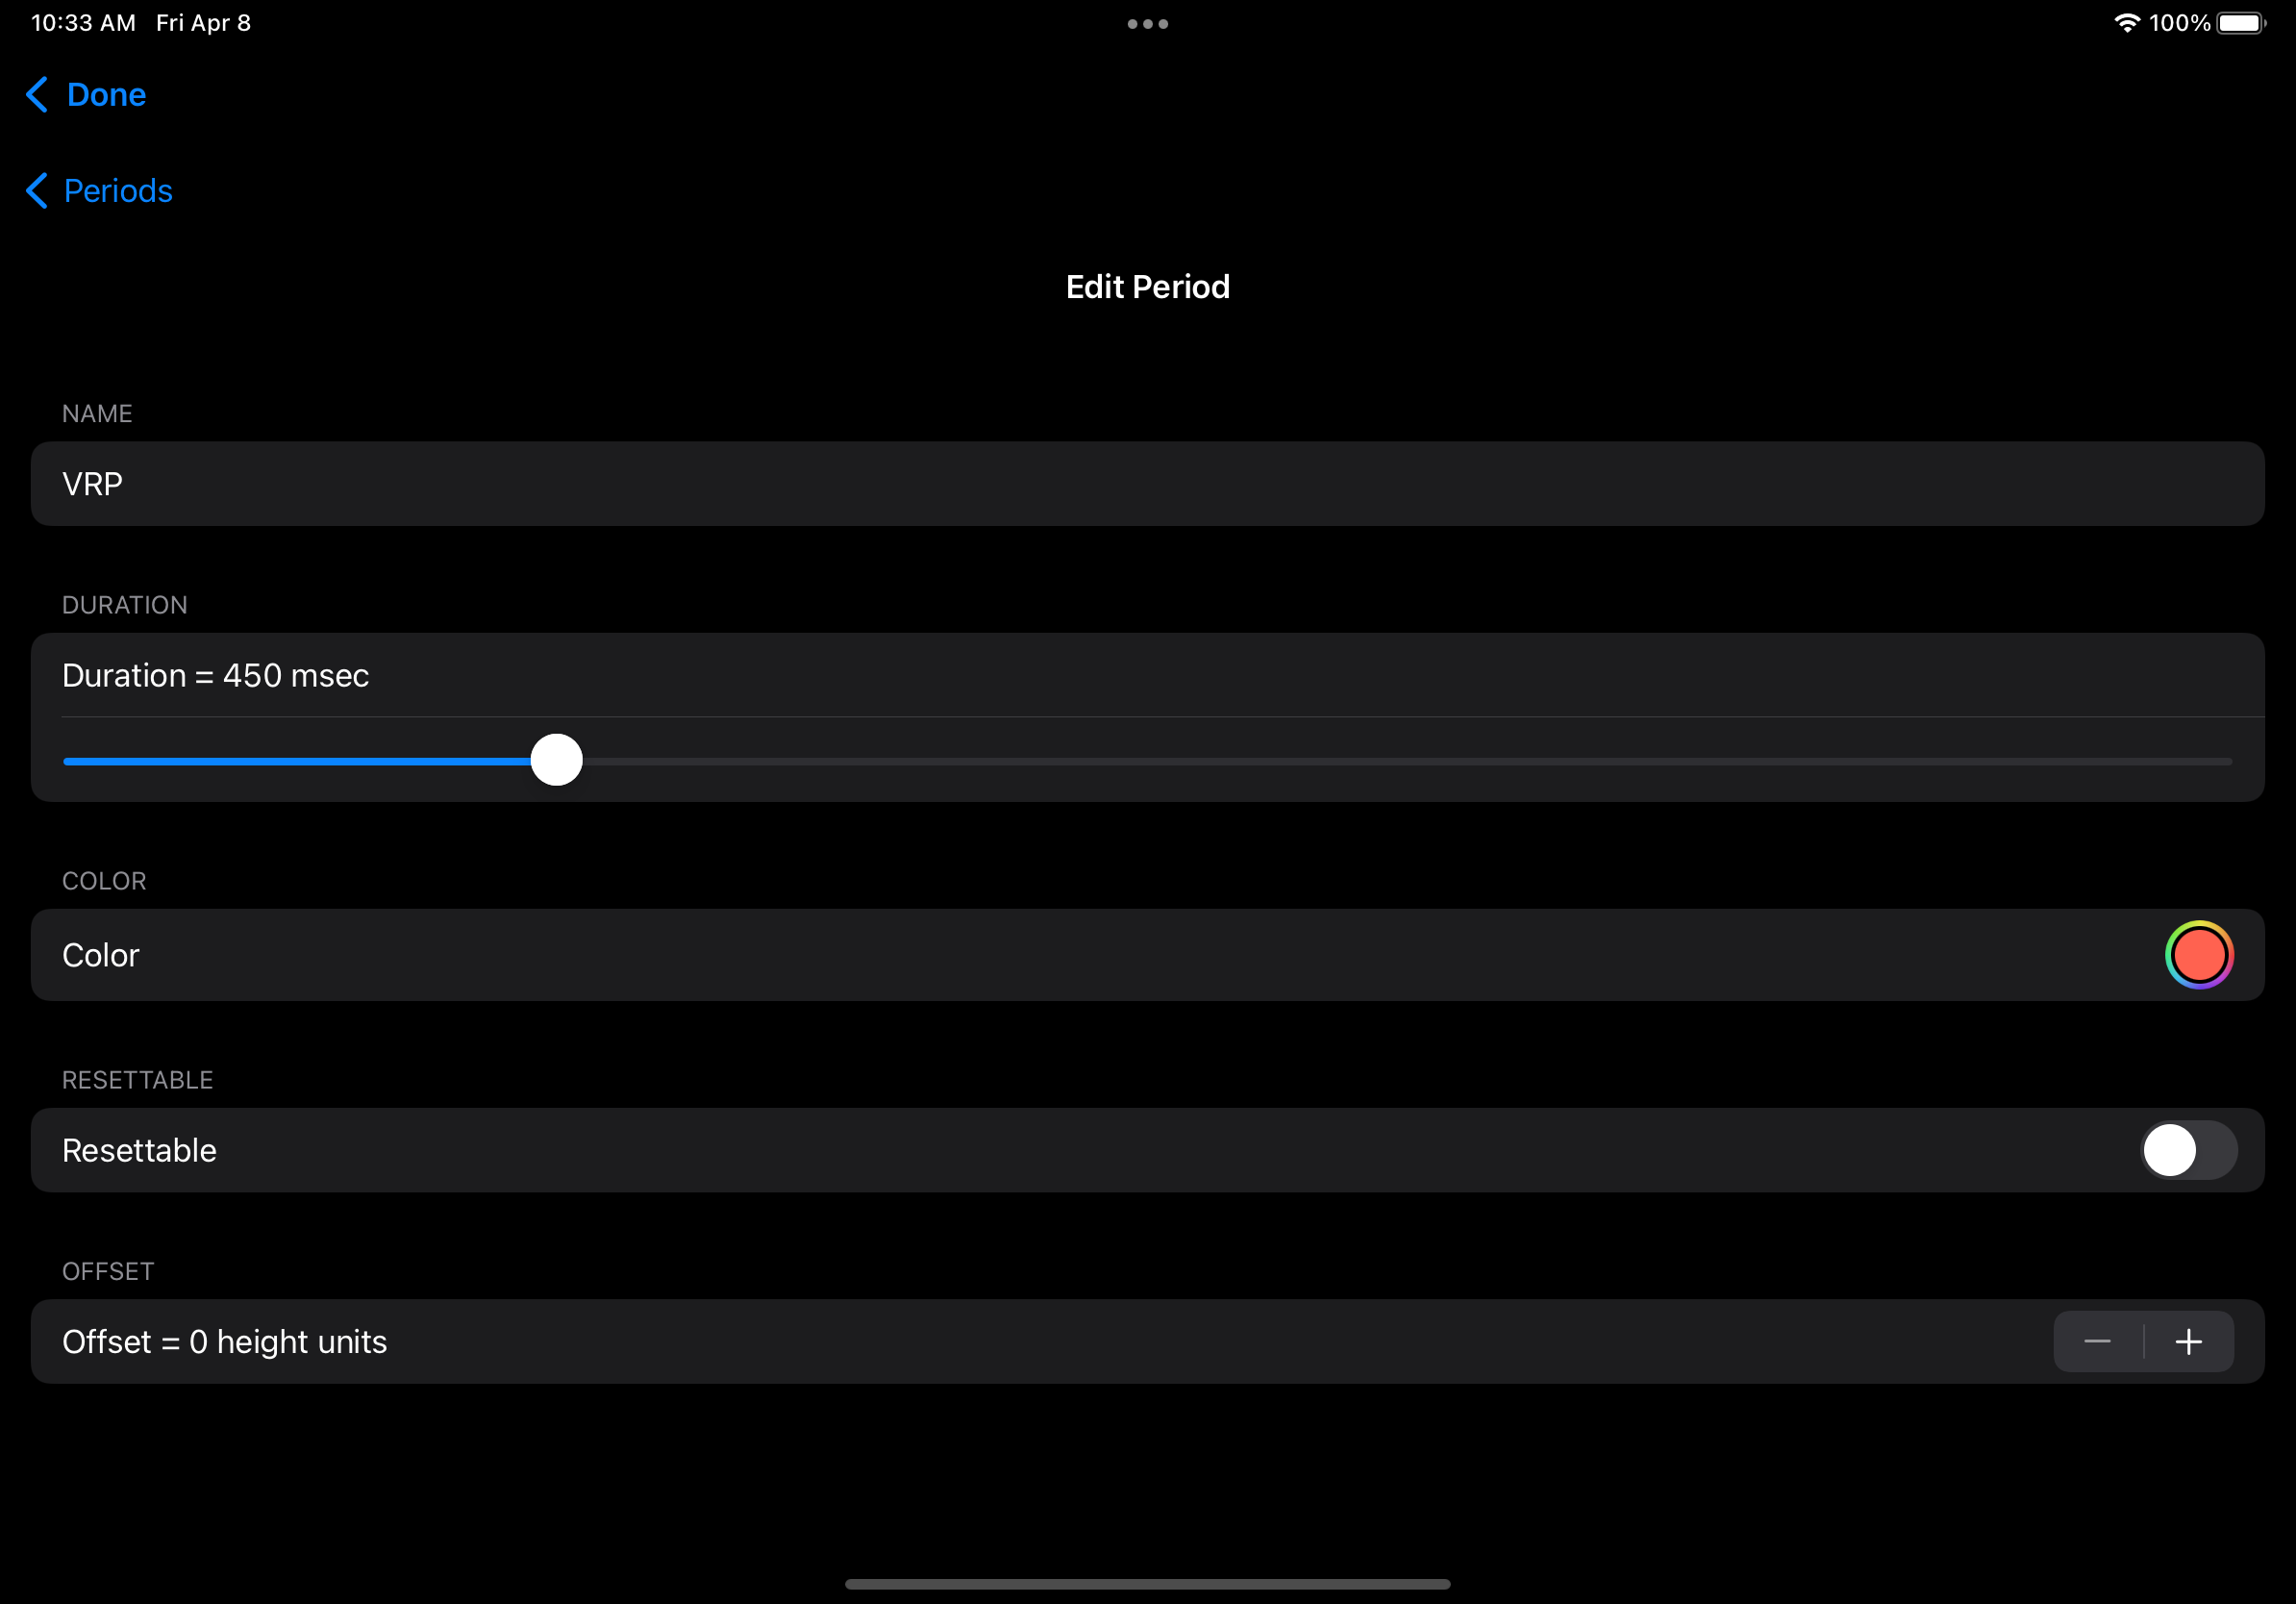 10:33 AM Fri Apr 8
100%
Done
Periods
Edit Period
NAME
VRP
DURATION
Duration = 450 msec
COLOR
Color
RESETTABLE
Resettable
OFFSET
Offset = 0 height units